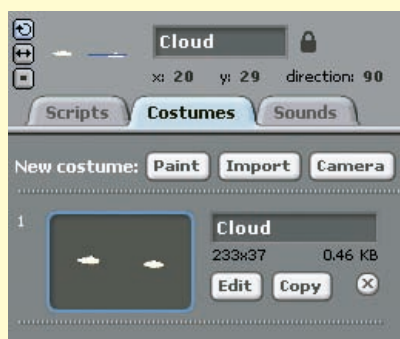 Cloud
x: 20 y: 29 direction: 90
Scripts Costumes Sounds
New costume: Paint Import Camera
1 Cloud
233x37 0.46 KB
Edit Copy